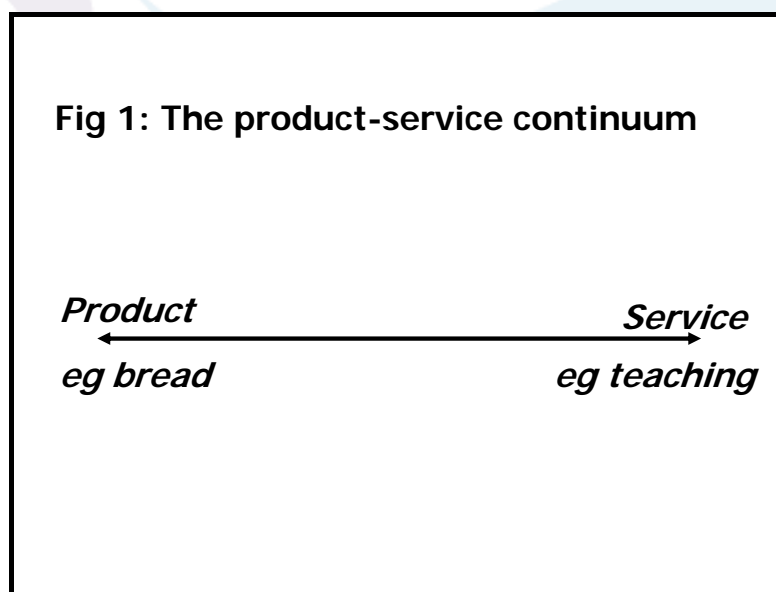 Fig 1: The product-service continuum
Product
Service
eg bread
eg teaching